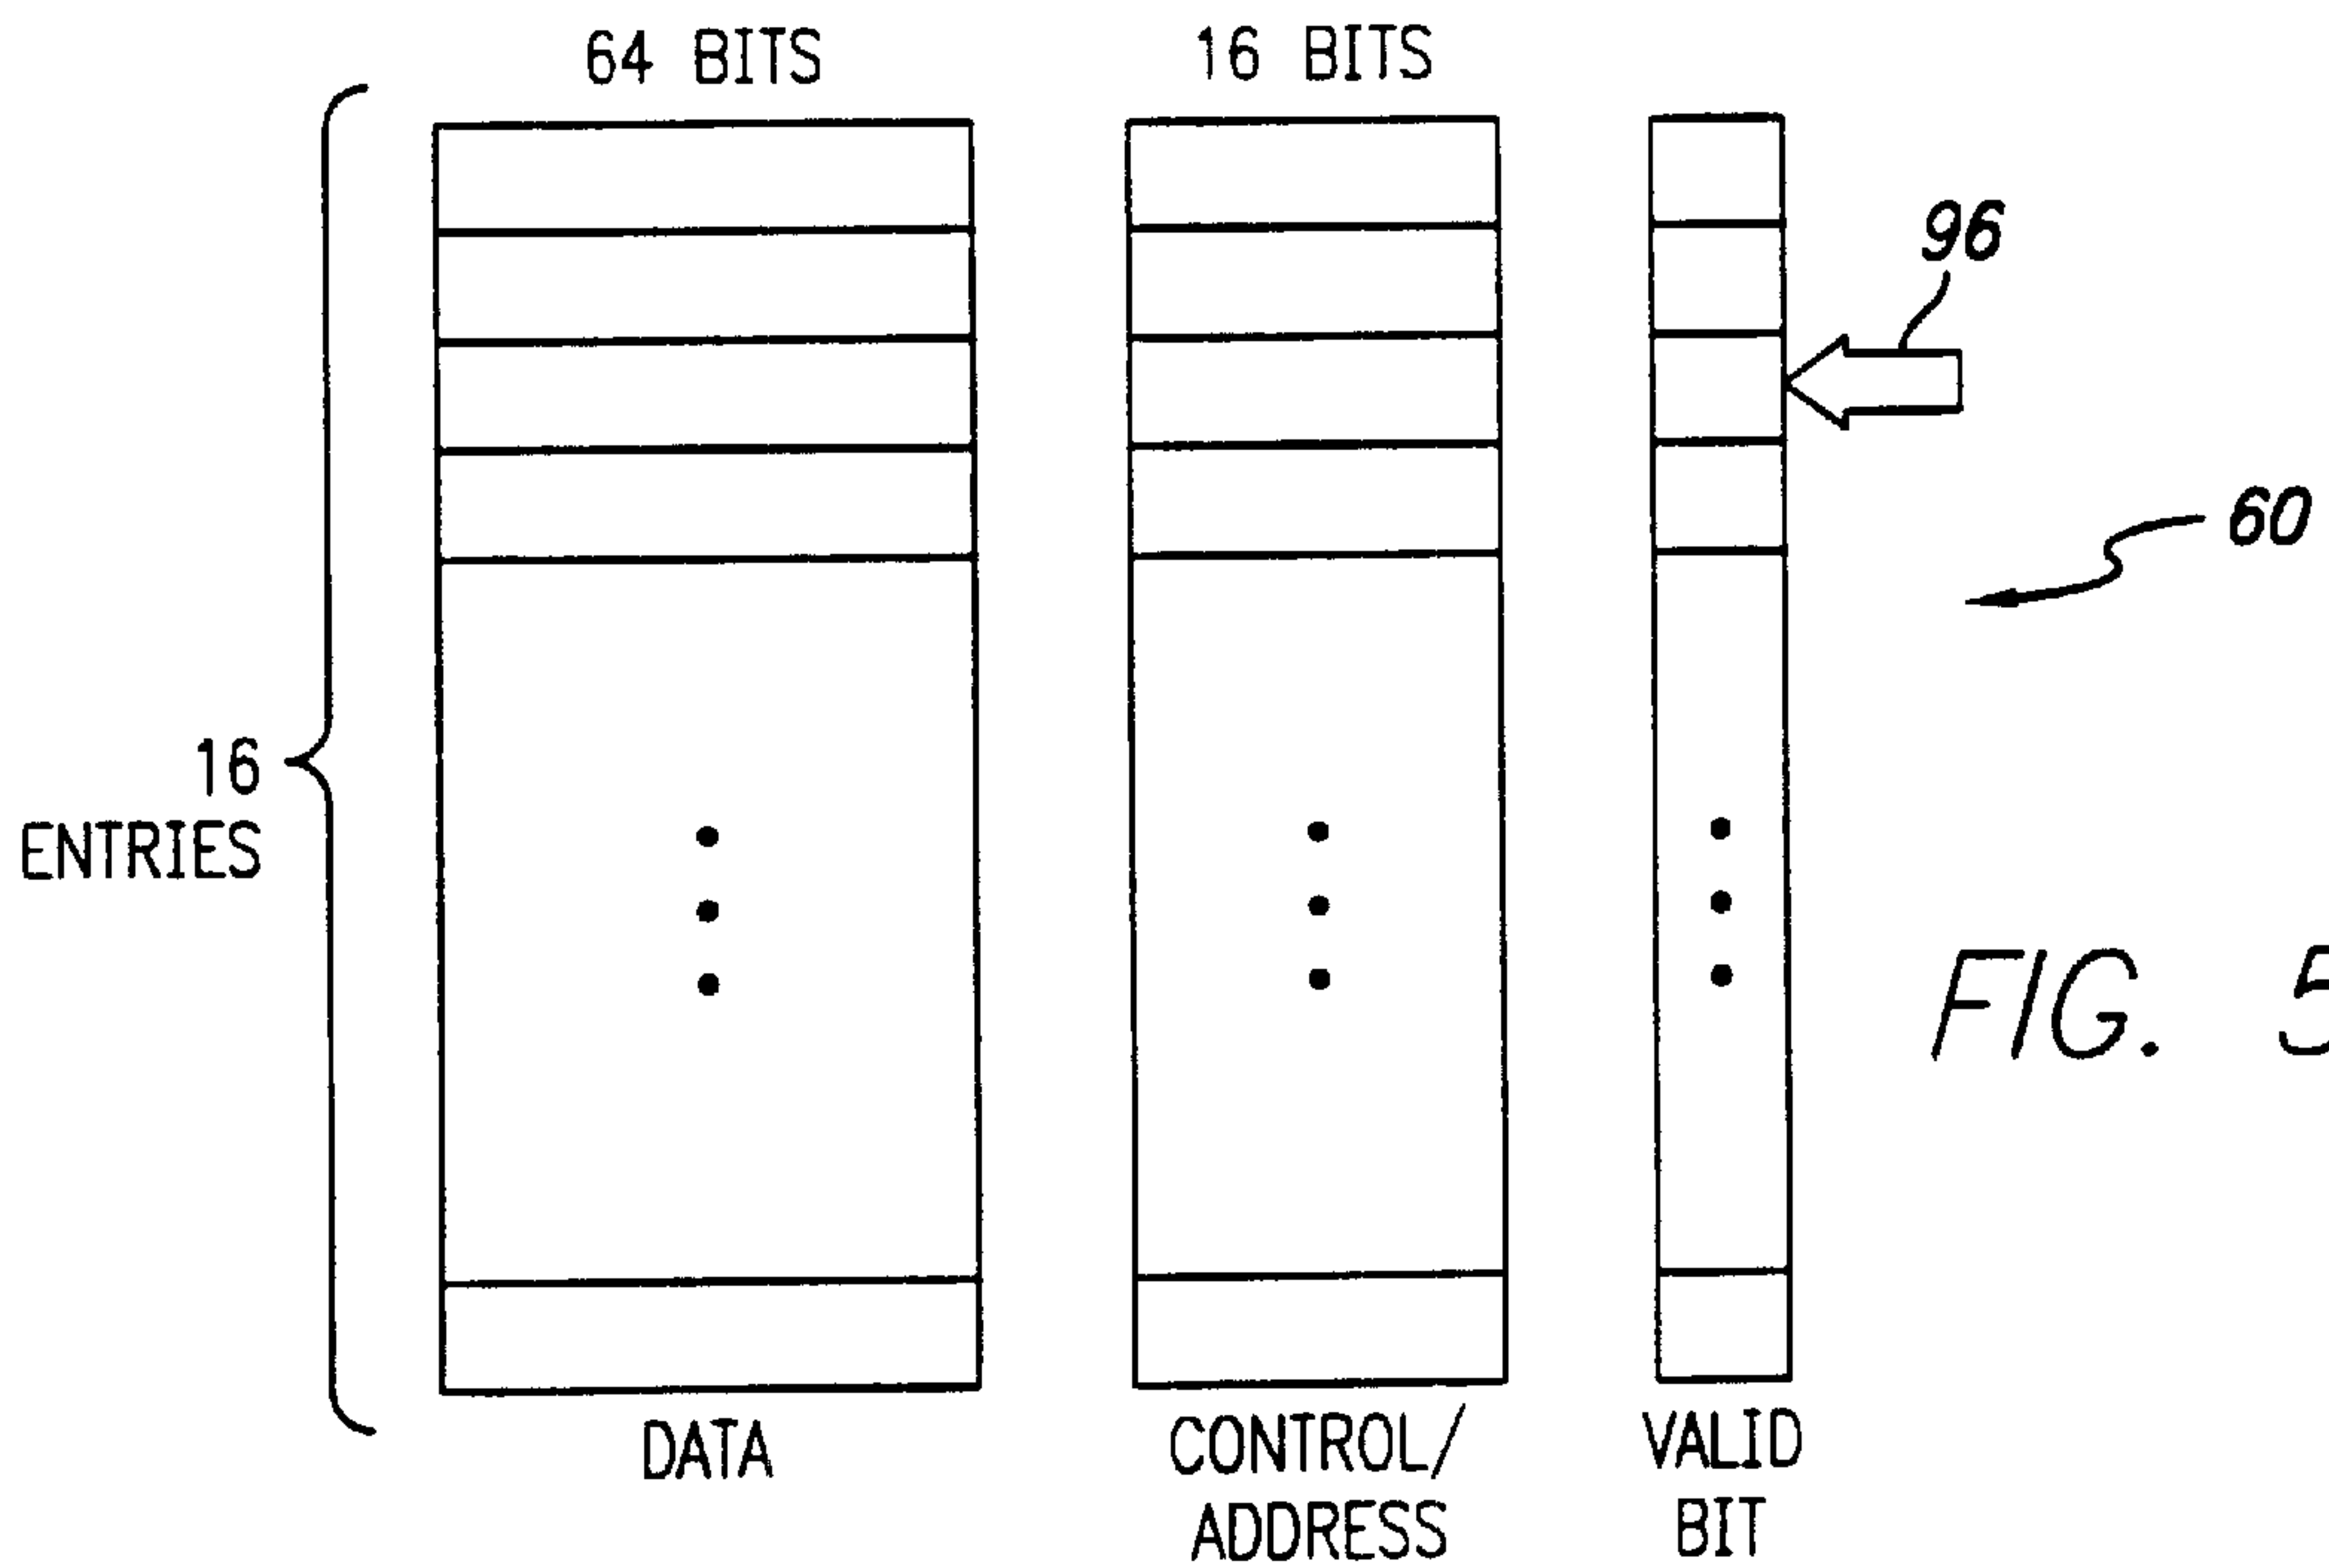 64 BITS
16 BITS
96
60
16
ENTRIES
FIG. 5
DATA
CONTROL/
ADDRESS
VALID
BIT